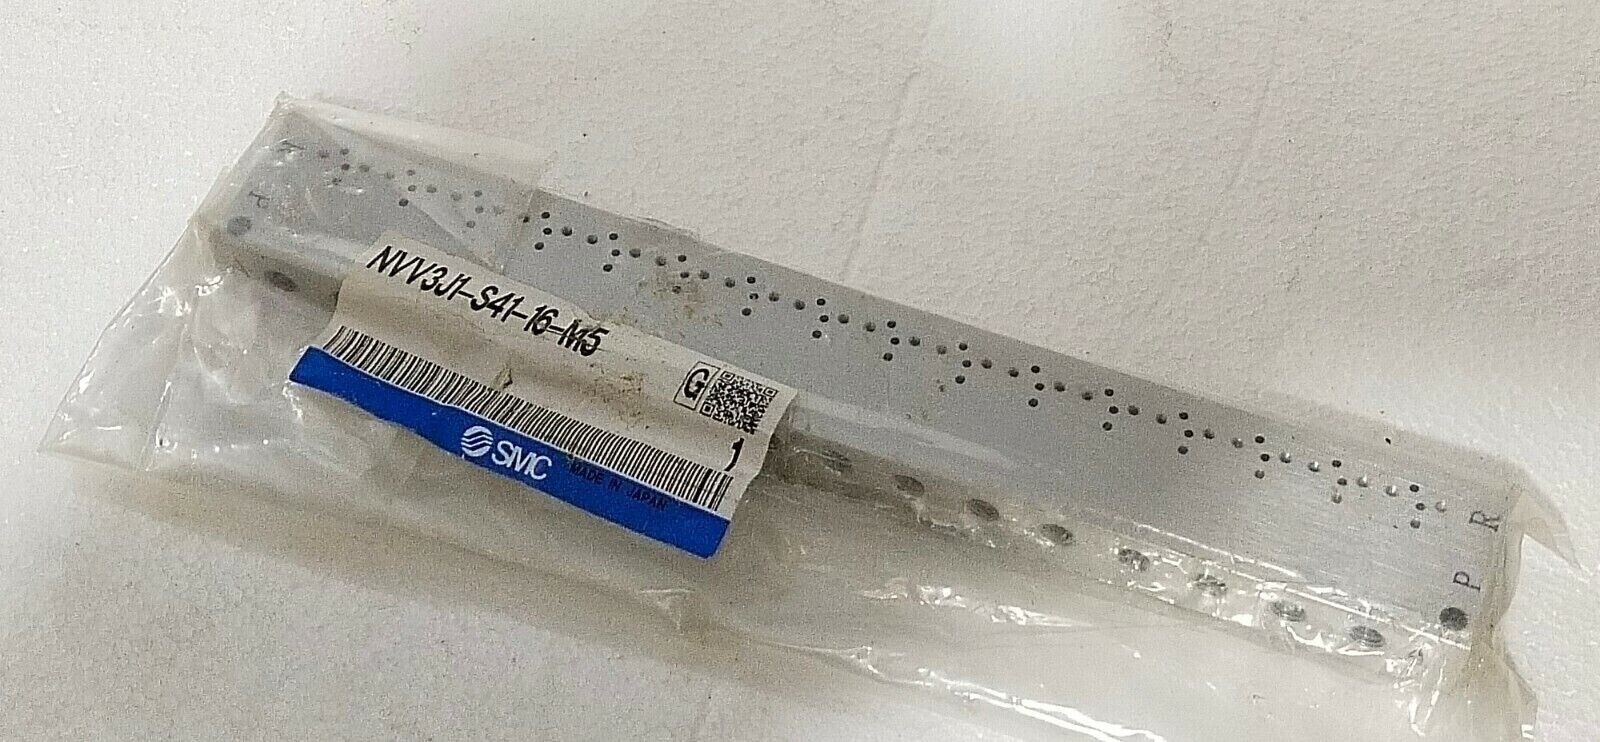 NVV3J1-S41-16-M5
G
1
SMC
MADE IN JAPAN
R
P